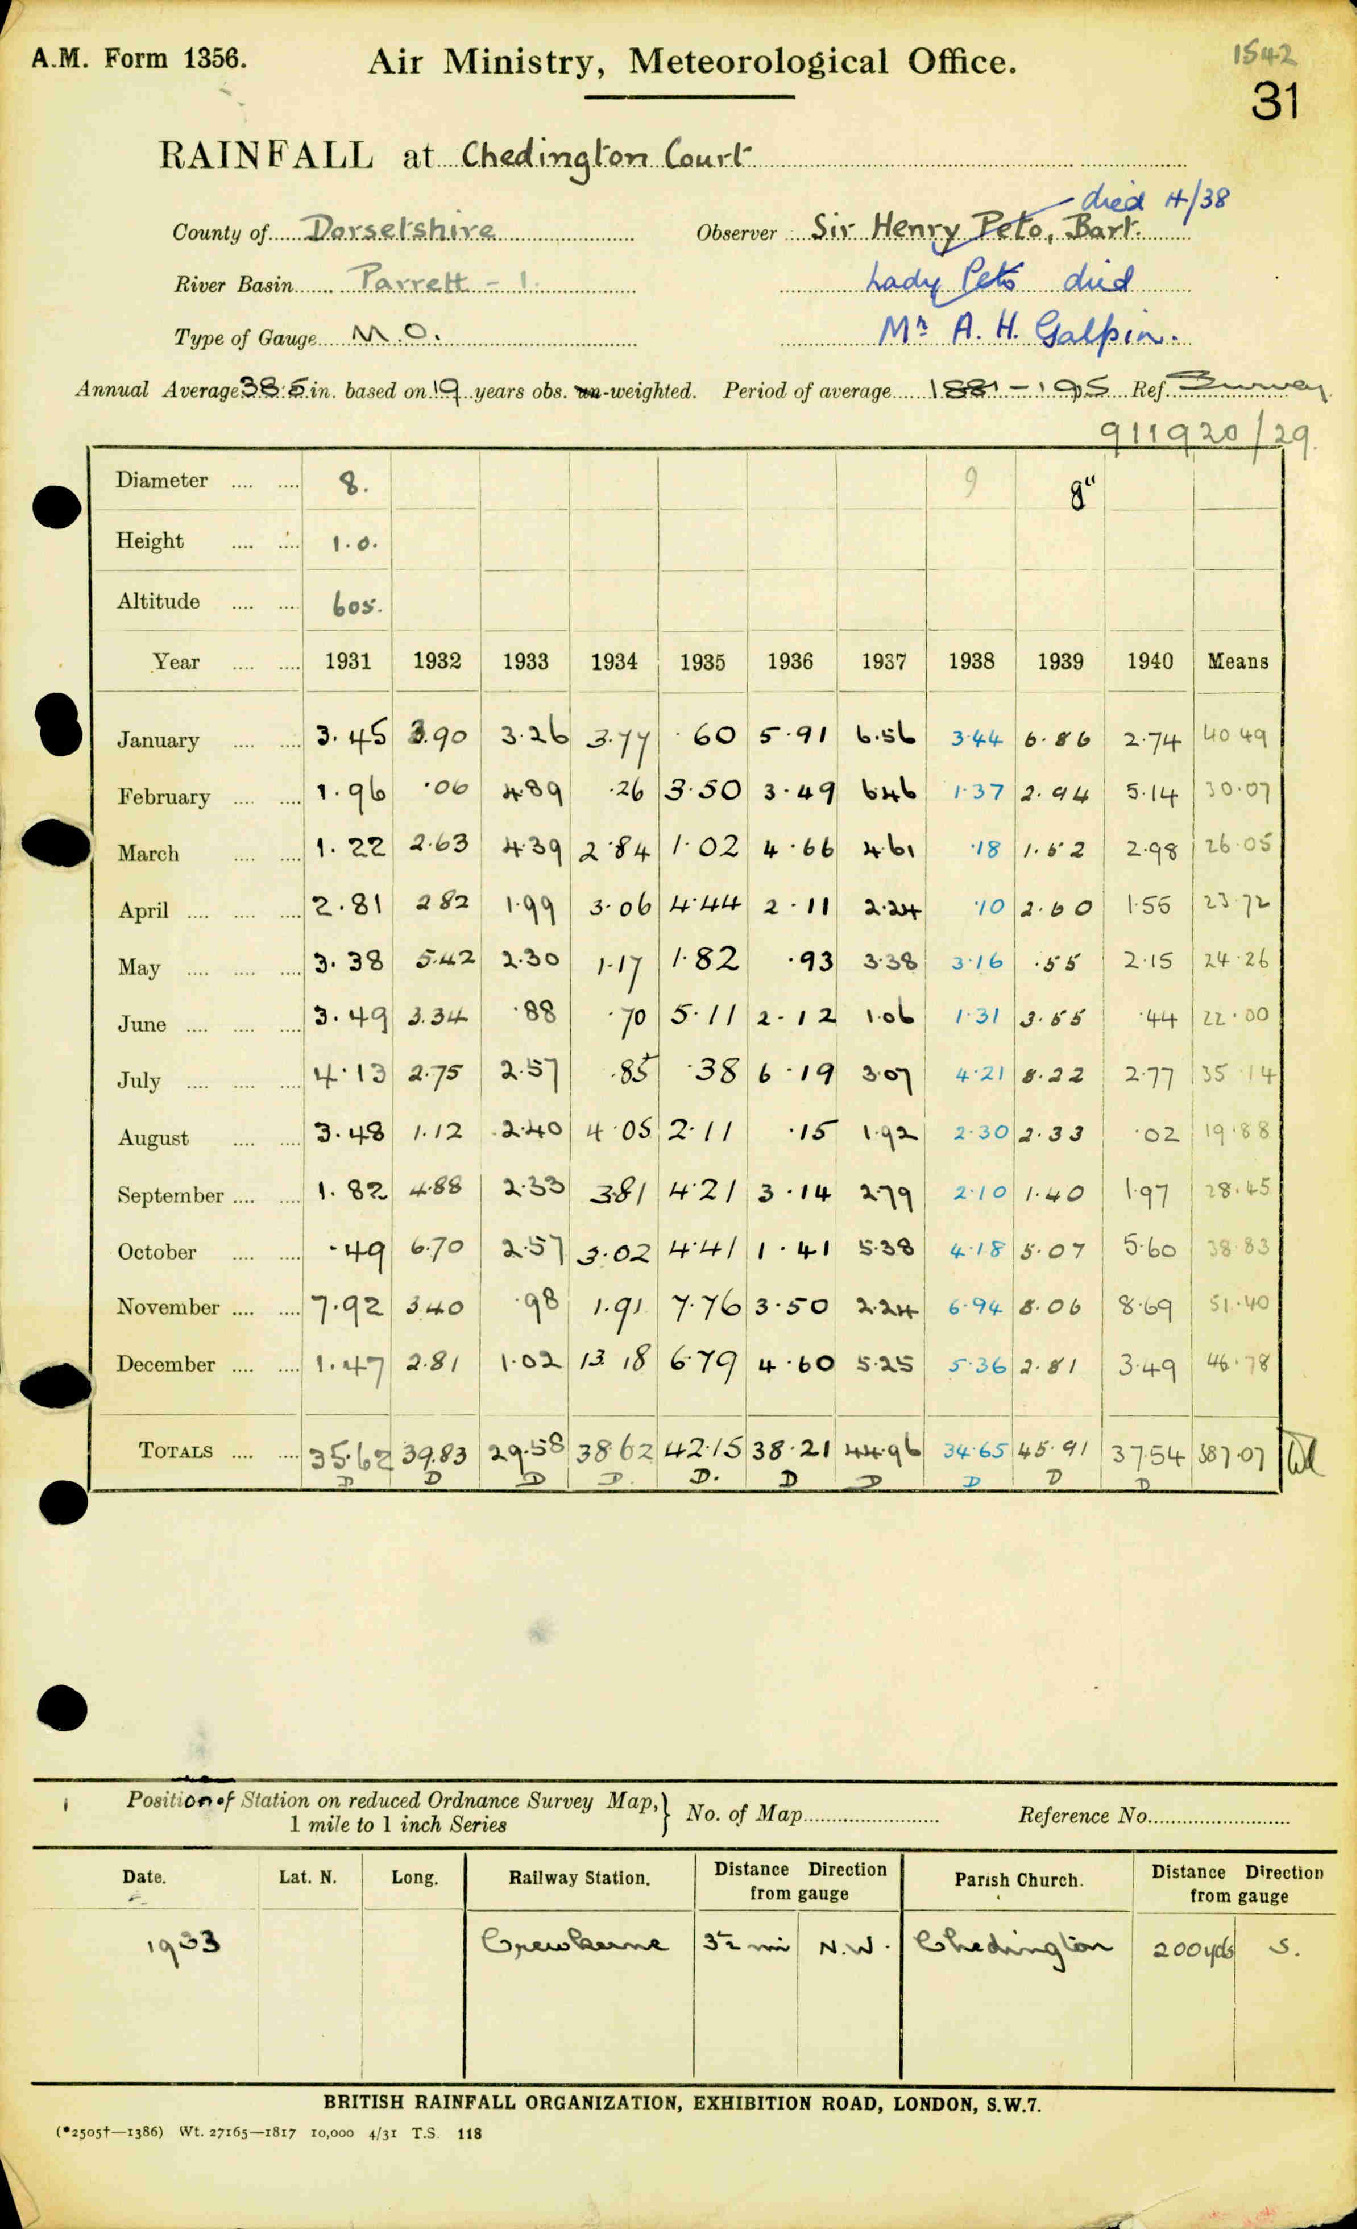 A.M. Form 1356.
Air Ministry, Meteorological Office.
1542
31
RAINFALL at Chedington Court
died 4/38
County of Dorsetshire Observer Sir Henry Peto, Bart.
River Basin Parrett - 1. Lady Peto died
Type of Gauge M.O. Mr A. H. Galpin.
Annual Average 38.5 in. based on 19 years obs. un-weighted. Period of average 1881-1915 Ref. Survey
911920/29.
Diameter 8. 9 8"
Height 1.0.
Altitude 605.
Year 1931 1932 1933 1934 1935 1936 1937 1938 1939 1940 Means
January 3.45 3.90 3.26 3.77 .60 5.91 6.56 3.44 6.86 2.74 40 49
February 1.96 .06 4.89 .26 3.50 3.49 6.46 1.37 2.94 5.14 30.07
March 1.22 2.63 4.39 2.84 1.02 4.66 4.61 .18 1.52 2.98 26.05
April 2.81 2 82 1.99 3.06 4.44 2.11 2.24 .10 2.60 1.55 23.72
May 3.38 5.42 2.30 1.17 1.82 .93 3.38 3.16 .55 2.15 24.26
June 3.49 3.34 .88 .70 5.11 2.12 1.06 1.31 3.55 .44 22.00
July 4.13 2.75 2.57 .85 .38 6.19 3.07 4.21 8.22 2.77 35 14
August 3.48 1.12 2.40 4.05 2.11 .15 1.92 2.30 2.33 .02 19.88
September 1.82 4.88 2.33 3.81 4.21 3.14 2.79 2.10 1.40 1.97 28.45
October .49 6.70 2.57 3.02 4.41 1.41 5.38 4.18 5.07 5.60 38.83
November 7.92 3.40 .98 1.91 7.76 3.50 2.24 6.94 8.06 8.69 51.40
December 1.47 2.81 1.02 13 18 6.79 4.60 5.25 5.36 2.81 3.49 46.78
TOTALS 35.62 39.83 29.58 38.62 42.15 38.21 44.96 34.65 45.91 37.54 387.07
D D D D. D. D D D D D
Position of Station on reduced Ordnance Survey Map, 1 mile to 1 inch Series } No. of Map Reference No.
Date. Lat. N. Long. Railway Station. Distance Direction from gauge Parish Church. Distance Direction from gauge
1933 Crewkerne 3½ mi N.W. Chedington 200yds S.
BRITISH RAINFALL ORGANIZATION, EXHIBITION ROAD, LONDON, S.W.7.
(*2505†—1386) Wt. 27165—1817 10,000 4/31 T.S. 118